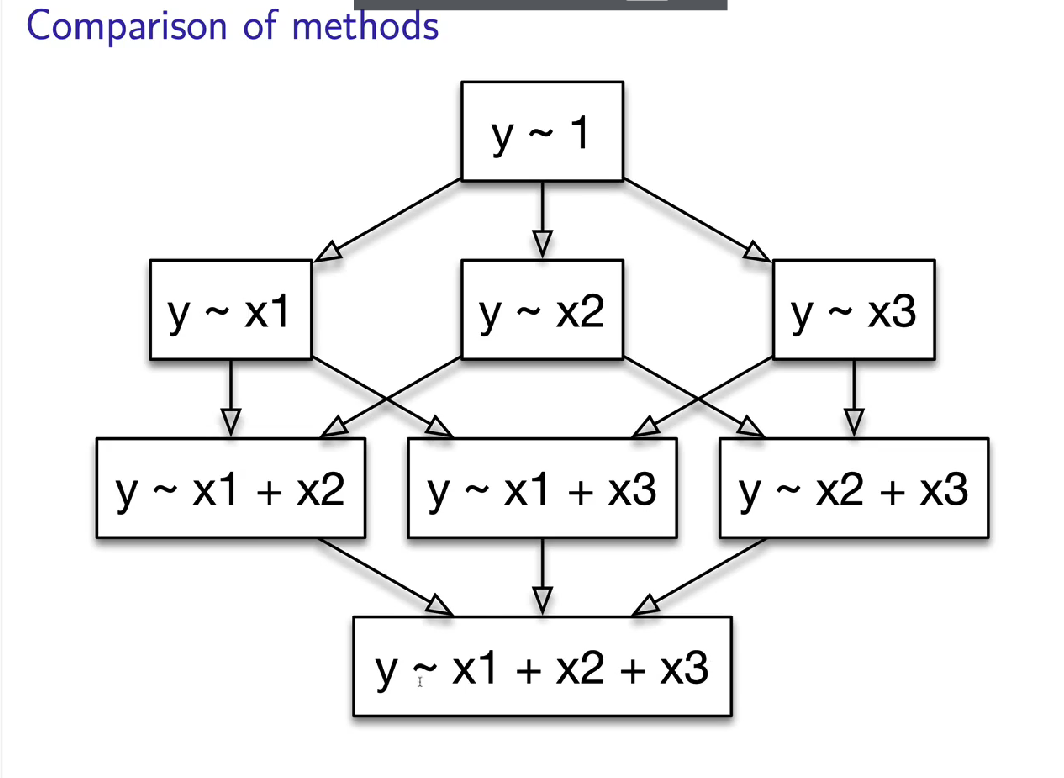 Comparison of methods
y ~ 1
y ~ x1
y ~ x2
y ~ x3
y ~ x1 + x2
y ~ x1 + x3
y ~ x2 + x3
y ~ x1 + x2 + x3